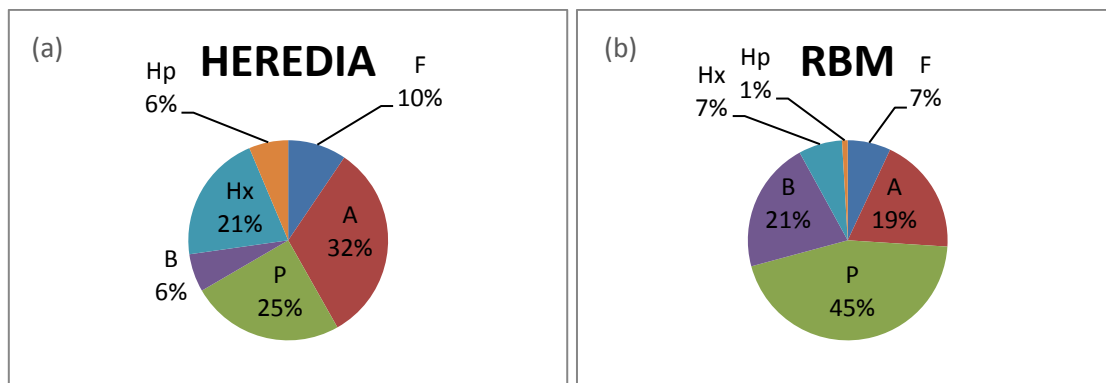 (a)
HEREDIA
Hp
6%
F
10%
Hx
21%
A
32%
B
6%
P
25%
(b)
RBM
Hx
7%
Hp
1%
F
7%
B
21%
A
19%
P
45%